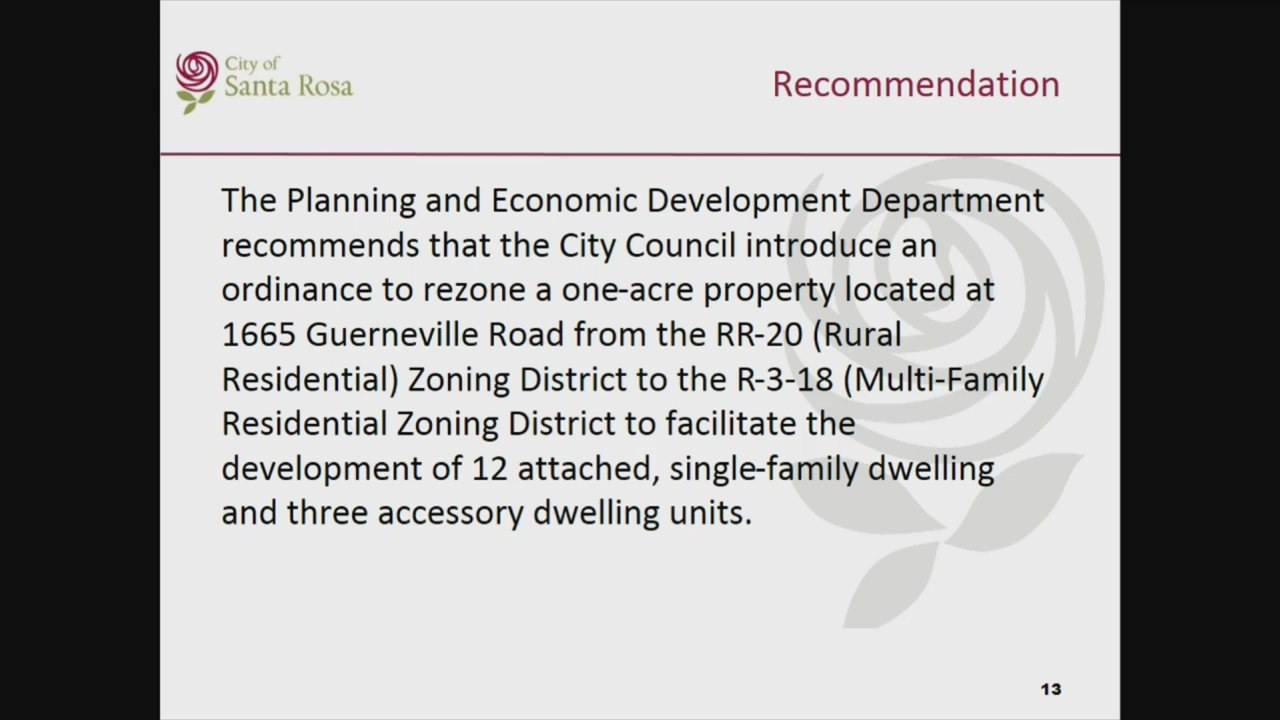 City of
Santa Rosa
Recommendation
The Planning and Economic Development Department
recommends that the City Council introduce an
ordinance to rezone a one-acre property located at
1665 Guerneville Road from the RR-20 (Rural
Residential) Zoning District to the R-3-18 (Multi-Family
Residential Zoning District to facilitate the
development of 12 attached, single-family dwelling
and three accessory dwelling units.
13